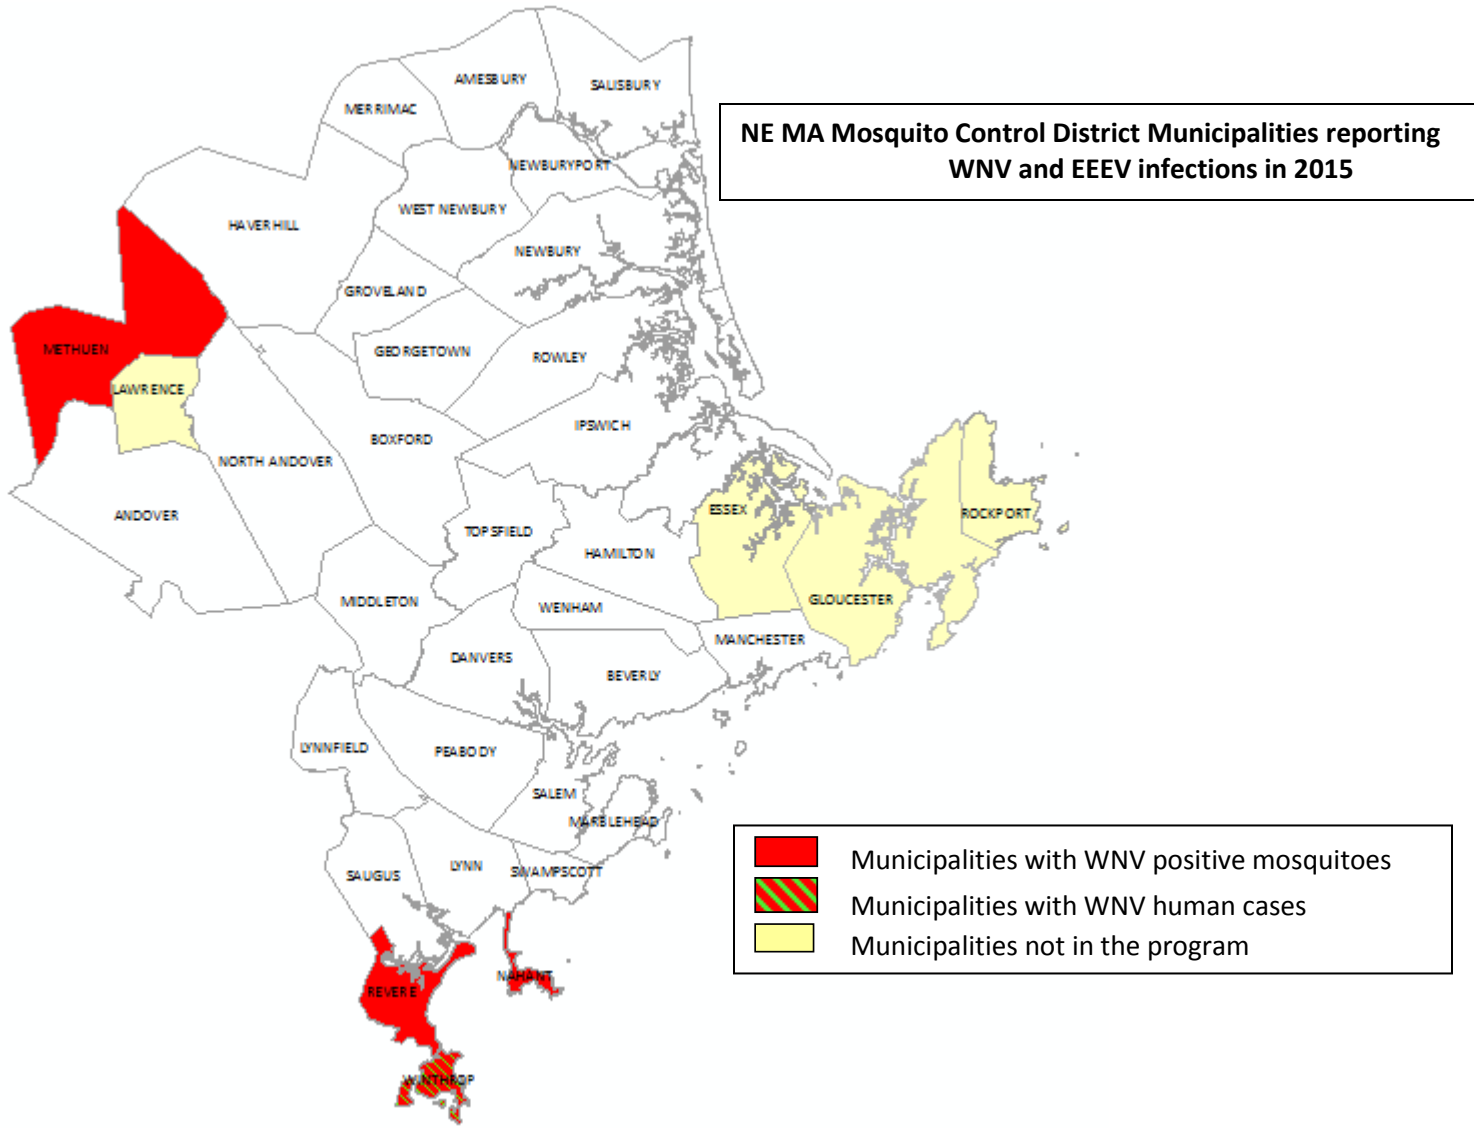 AMESBURY
SALISBURY
MERRIMAC
NE MA Mosquito Control District Municipalities reporting
WNV and EEEV infections in 2015
NEWBURYPORT
WEST NEWBURY
HAVERHILL
NEWBURY
GROVELAND
METHUEN
GEORGETOWN
ROWLEY
LAWRENCE
IPSWICH
BOXFORD
NORTH ANDOVER
ESSEX
ROCKPORT
ANDOVER
TOPSFIELD
HAMILTON
MIDDLETON
WENHAM
GLOUCESTER
MANCHESTER
DANVERS
BEVERLY
LYNNFIELD
PEABODY
SALEM
MARBLEHEAD
SAUGUS
LYNN
SWAMPSCOTT
Municipalities with WNV positive mosquitoes
Municipalities with WNV human cases
Municipalities not in the program
NAHANT
REVERE
WINTHROP